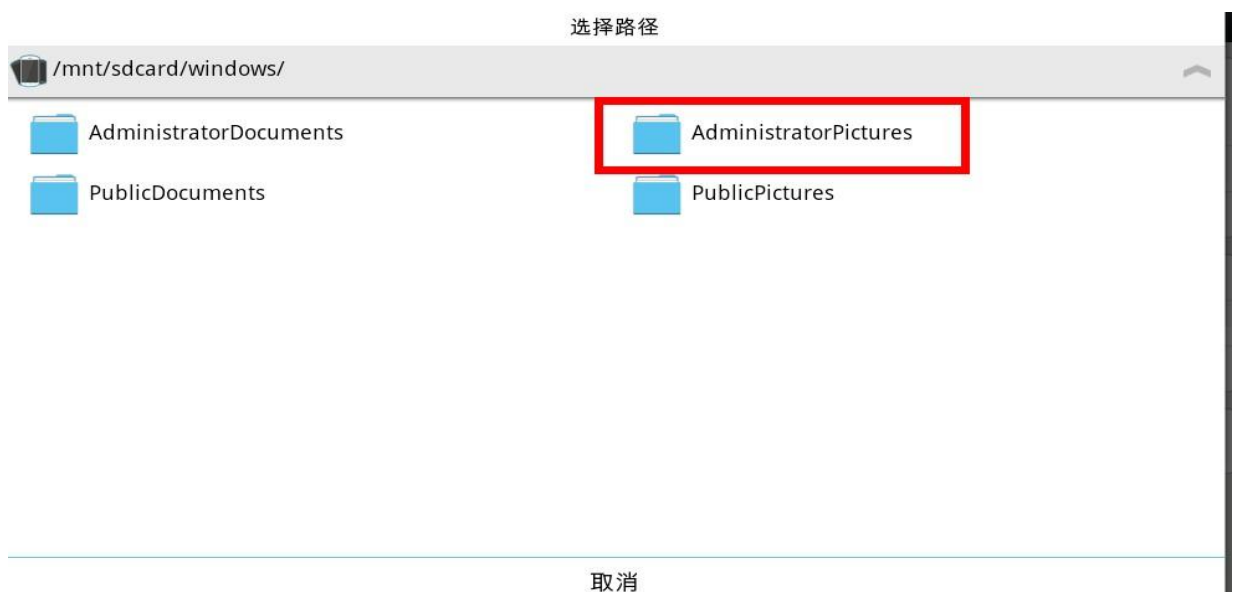 选择路径
/mnt/sdcard/windows/
AdministratorDocuments
AdministratorPictures
PublicDocuments
PublicPictures
取消